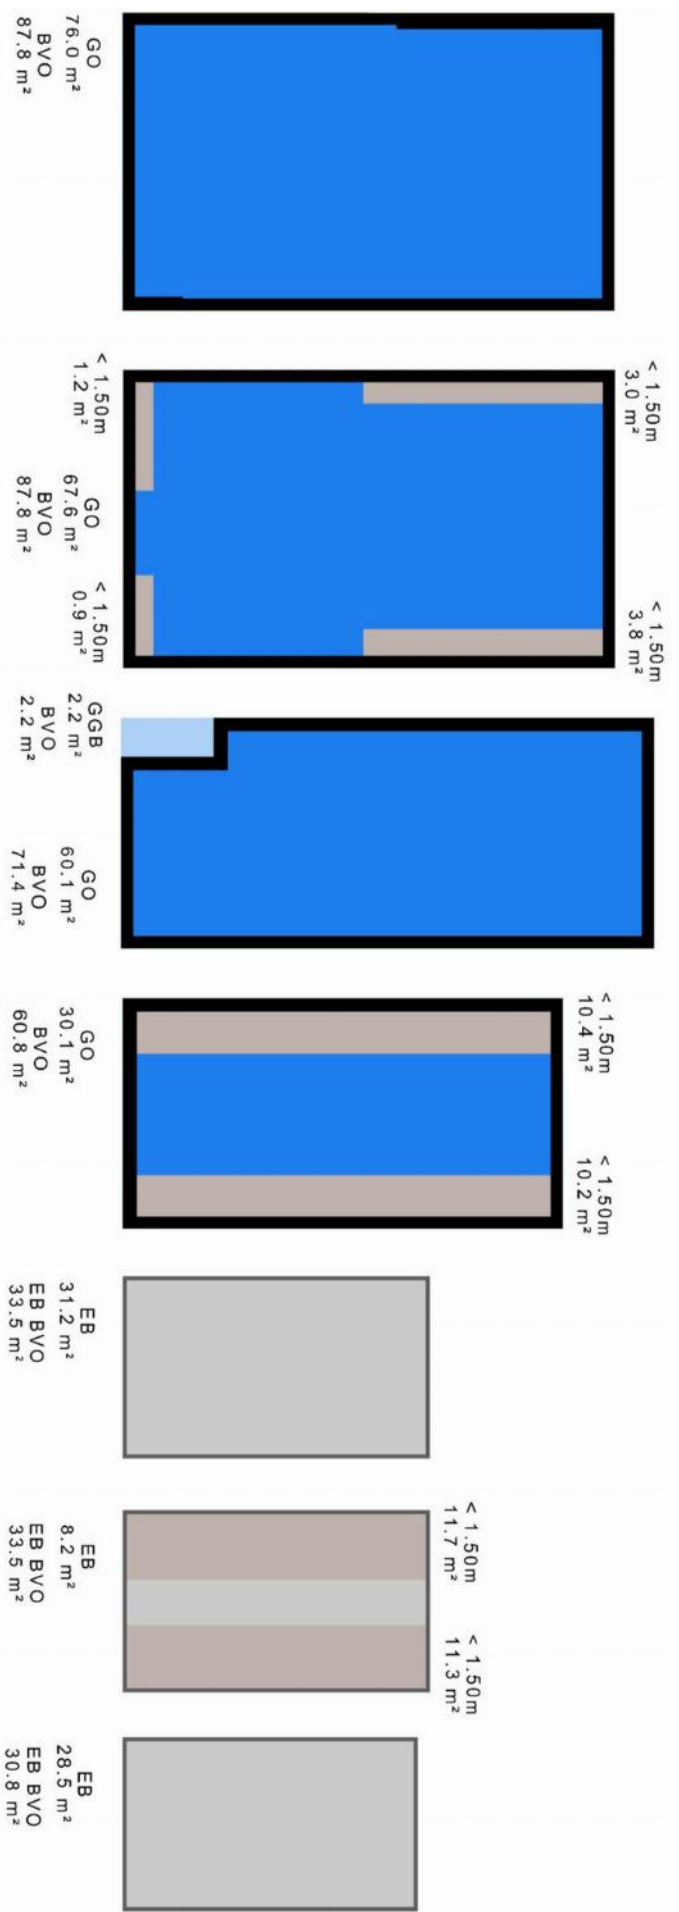 GO
76.0 m²
BVO
87.8 m²
< 1.50m
3.0 m²
< 1.50m
3.8 m²
< 1.50m
1.2 m²
GO
67.6 m²
BVO
87.8 m²
< 1.50m
0.9 m²
GGB
2.2 m²
BVO
2.2 m²
GO
60.1 m²
BVO
71.4 m²
< 1.50m
10.4 m²
< 1.50m
10.2 m²
GO
30.1 m²
BVO
60.8 m²
EB
31.2 m²
EB BVO
33.5 m²
< 1.50m
11.7 m²
< 1.50m
11.3 m²
EB
8.2 m²
EB BVO
33.5 m²
EB
28.5 m²
EB BVO
30.8 m²